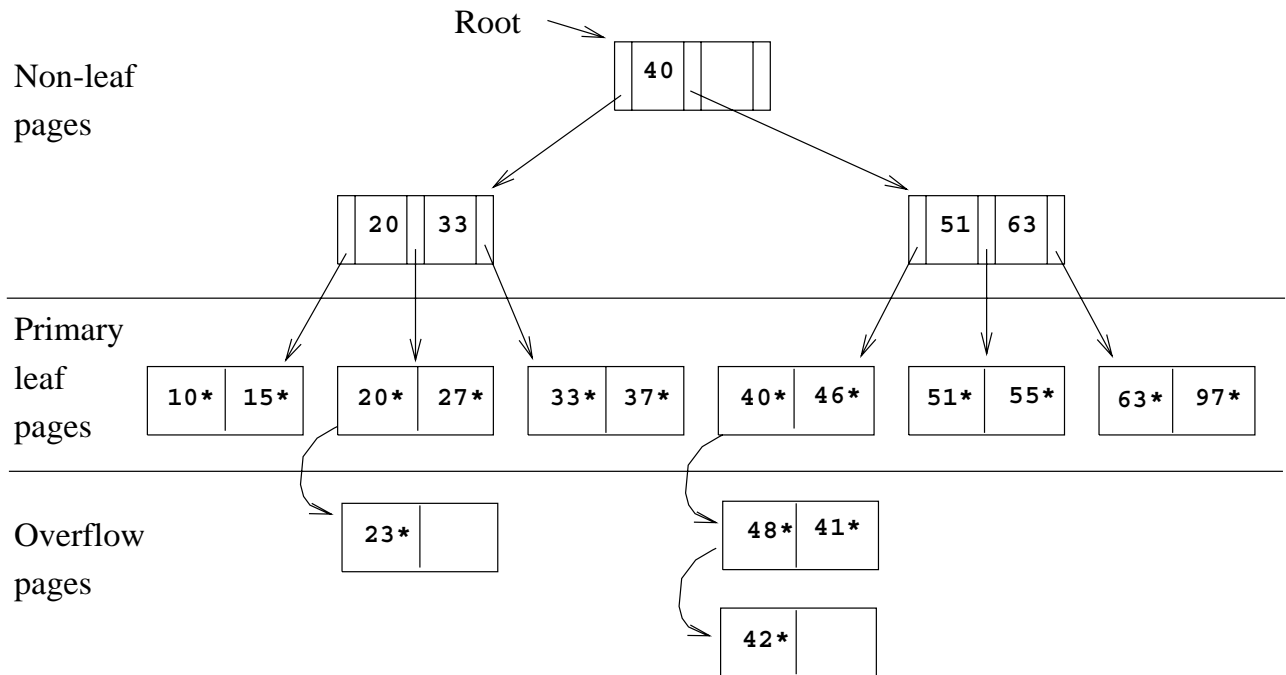 Root
Non-leaf
pages
40
20 33
51 63
Primary
leaf
pages
10* 15*
20* 27*
33* 37*
40* 46*
51* 55*
63* 97*
Overflow
pages
23*
48* 41*
42*